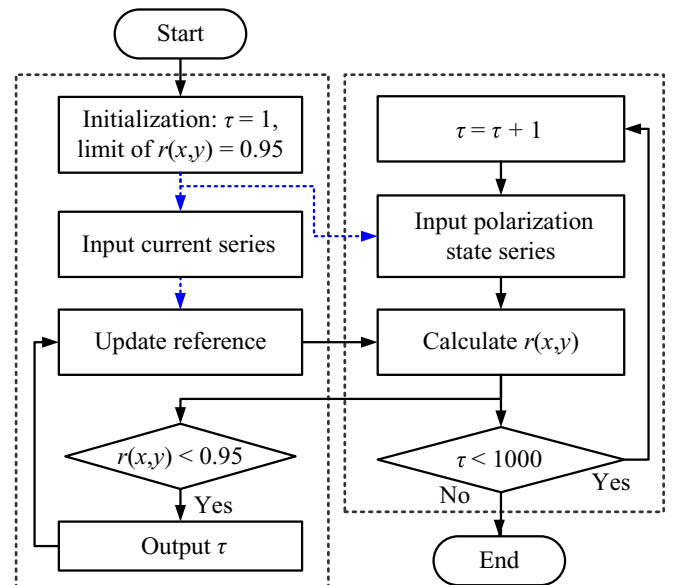 Start
Initialization: τ = 1,
limit of r(x,y) = 0.95
Input current series
Update reference
r(x,y) < 0.95
Yes
Output τ
τ = τ + 1
Input polarization
state series
Calculate r(x,y)
τ < 1000
No
Yes
End